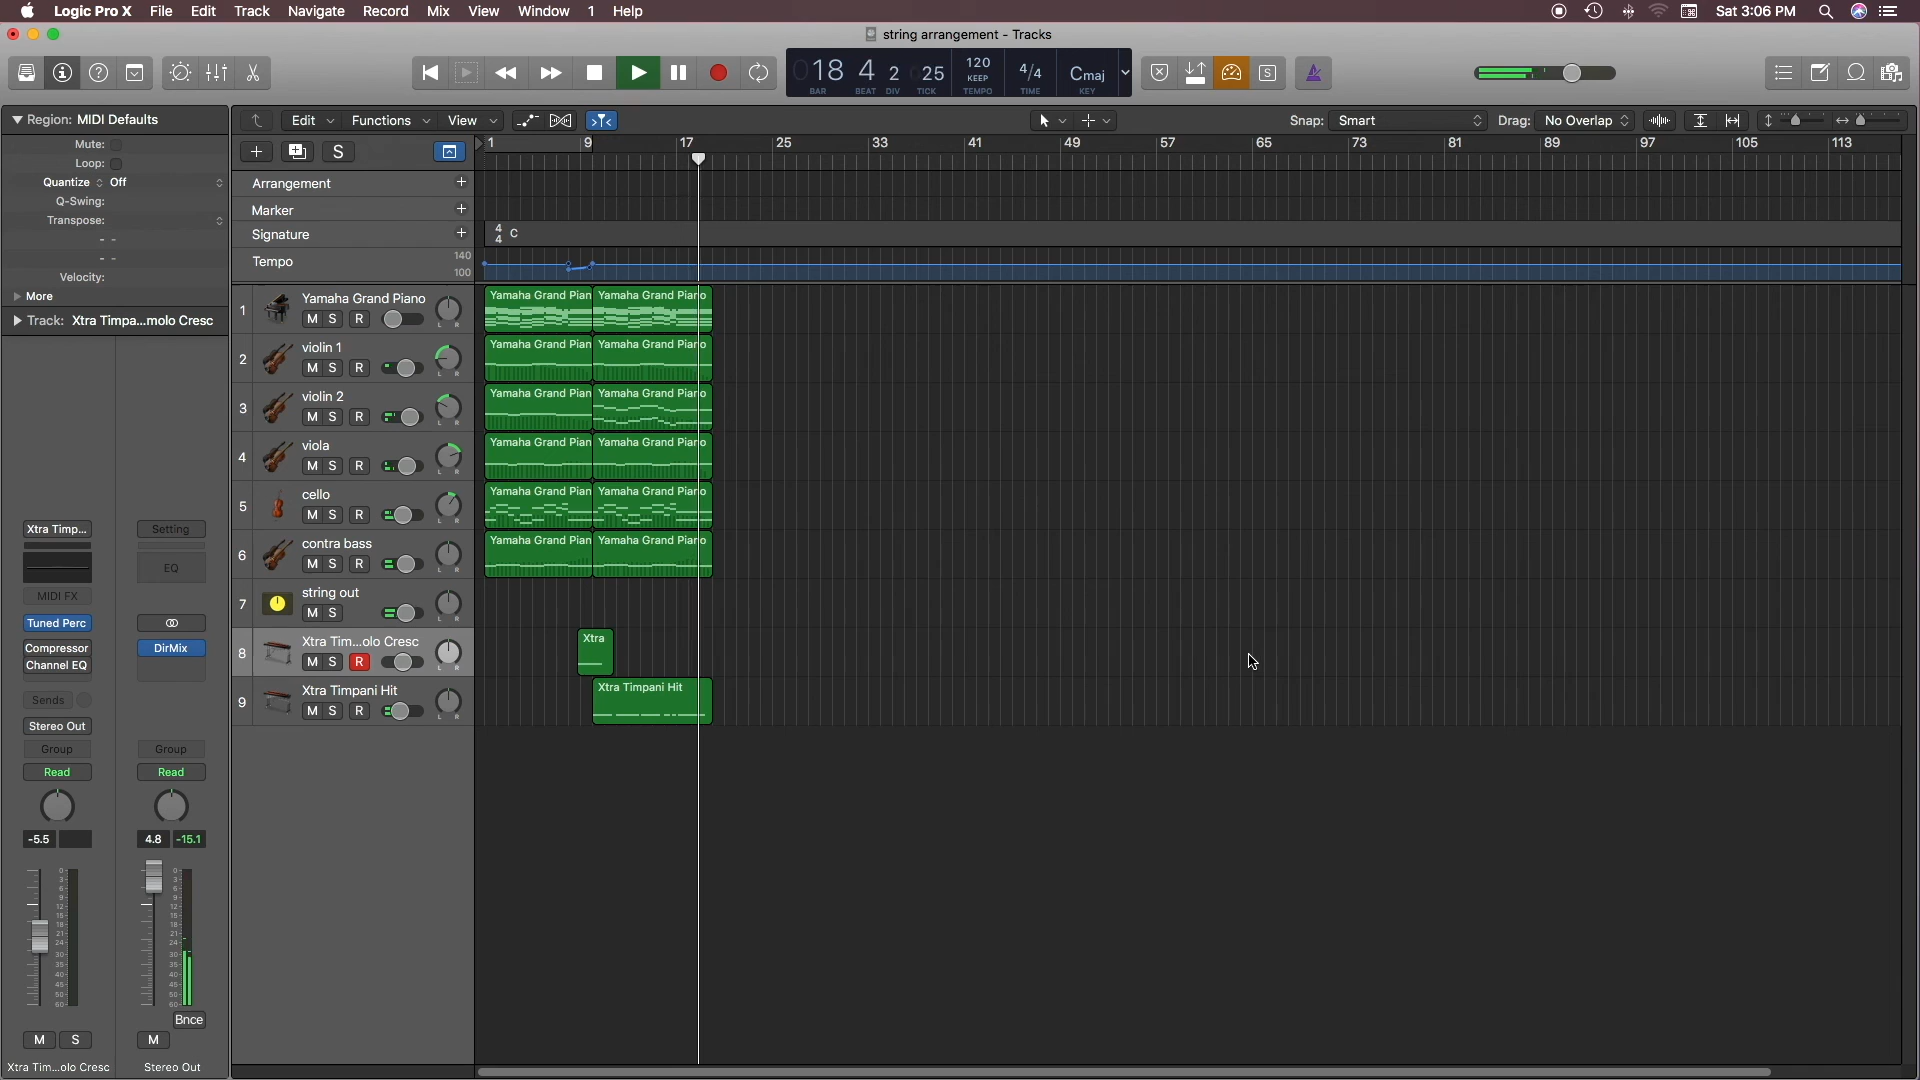 Logic Pro X File Edit Track Navigate Record Mix View Window 1 Help
Sat 3:06 PM
string arrangement - Tracks
18 4 2 25 120 KEEP 4/4 Cmaj
BAR BEAT DIV TICK TEMPO TIME KEY
S
Region: MIDI Defaults
Mute:
Loop:
Quantize Off
Q-Swing:
Transpose:
- -
- -
Velocity:
More
Track: Xtra Timpa...molo Cresc
Xtra Timp...
Setting
EQ
MIDI FX
Tuned Perc
Compressor
DirMix
Channel EQ
Sends
Stereo Out
Group
Group
Read
Read
-5.5
4.8 -15.1
Bnce
M S
M
Xtra Tim...olo Cresc
Stereo Out
Edit Functions View
Snap: Smart Drag: No Overlap
S
1 9 17 25 33 41 49 57 65 73 81 89 97 105 113
Arrangement +
Marker +
Signature +
4/4 C
Tempo 140
100
1 Yamaha Grand Piano
M S R
L R
Yamaha Grand Pian Yamaha Grand Piano
2 violin 1
M S R
L R
Yamaha Grand Pian Yamaha Grand Piano
3 violin 2
M S R
L R
Yamaha Grand Pian Yamaha Grand Piano
4 viola
M S R
L R
Yamaha Grand Pian Yamaha Grand Piano
5 cello
M S R
L R
Yamaha Grand Pian Yamaha Grand Piano
6 contra bass
M S R
L R
Yamaha Grand Pian Yamaha Grand Piano
7 string out
M S
L R
8 Xtra Tim...olo Cresc
M S R
L R
Xtra
9 Xtra Timpani Hit
M S R
L R
Xtra Timpani Hit